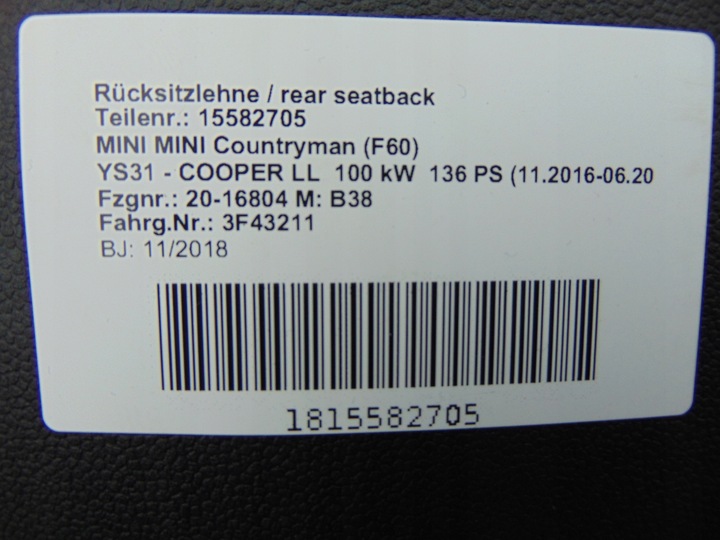 Rücksitzlehne / rear seatback
Teilenr.: 15582705
MINI MINI Countryman (F60)
YS31 - COOPER LL 100 kW 136 PS (11.2016-06.20
Fzgnr.: 20-16804 M: B38
Fahrg.Nr.: 3F43211
BJ: 11/2018
1815582705